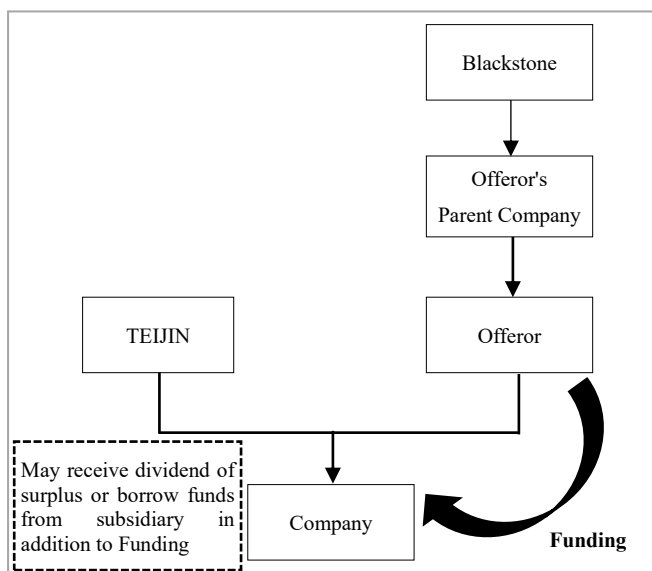 Blackstone
Offeror's
Parent Company
TEIJIN
Offeror
May receive dividend of
surplus or borrow funds
from subsidiary in
addition to Funding
Company
Funding